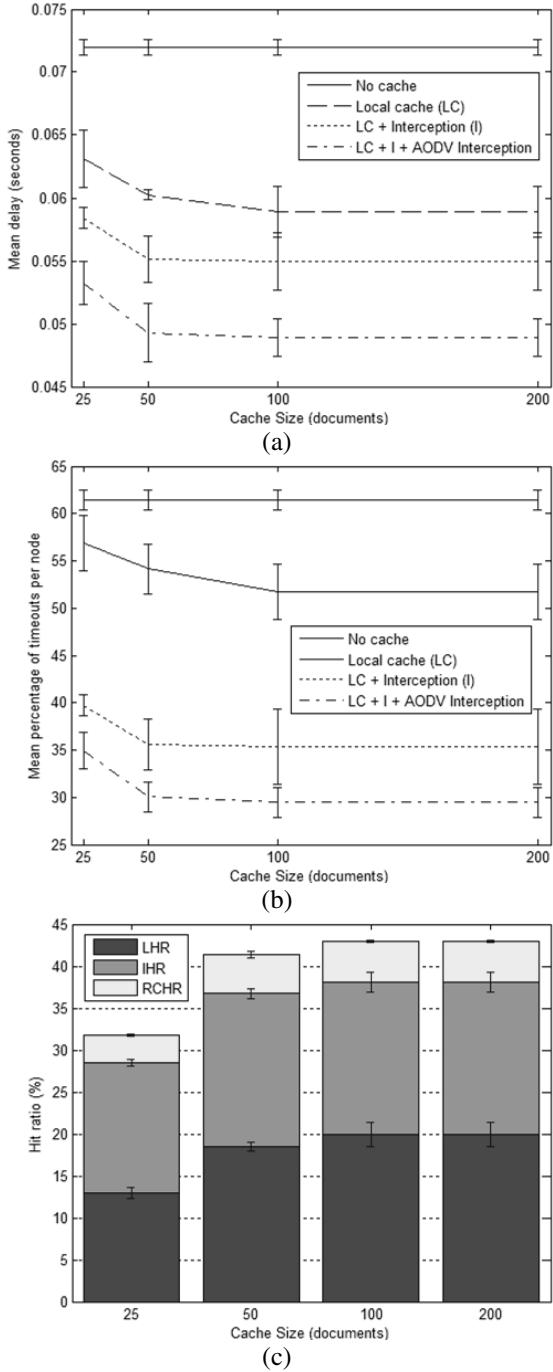 0.075
0.07
0.065
0.06
0.055
0.05
0.045
Mean delay (seconds)
No cache
Local cache (LC)
LC + Interception (I)
LC + I + AODV Interception
25 50 100 200
Cache Size (documents)
(a)
65
60
55
50
45
40
35
30
25
Mean percentage of timeouts per node
No cache
Local cache (LC)
LC + Interception (I)
LC + I + AODV Interception
25 50 100 200
Cache Size (documents)
(b)
45
40
35
30
25
20
15
10
5
0
Hit ratio (%)
LHR
IHR
RCHR
25 50 100 200
Cache Size (documents)
(c)